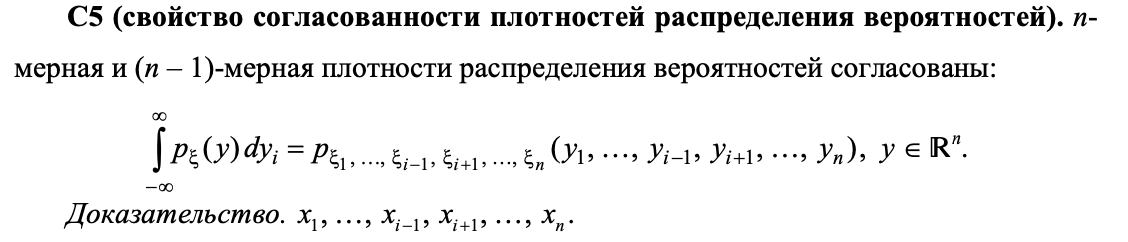 С5 (свойство согласованности плотностей распределения вероятностей). n-
мерная и (n – 1)-мерная плотности распределения вероятностей согласованы:
∫_{−∞}^{∞} p_ξ(y) dy_i = p_{ξ_1, …, ξ_{i−1}, ξ_{i+1}, …, ξ_n} (y_1, …, y_{i−1}, y_{i+1}, …, y_n), y ∈ ℝ^n.
Доказательство. x_1, …, x_{i−1}, x_{i+1}, …, x_n.